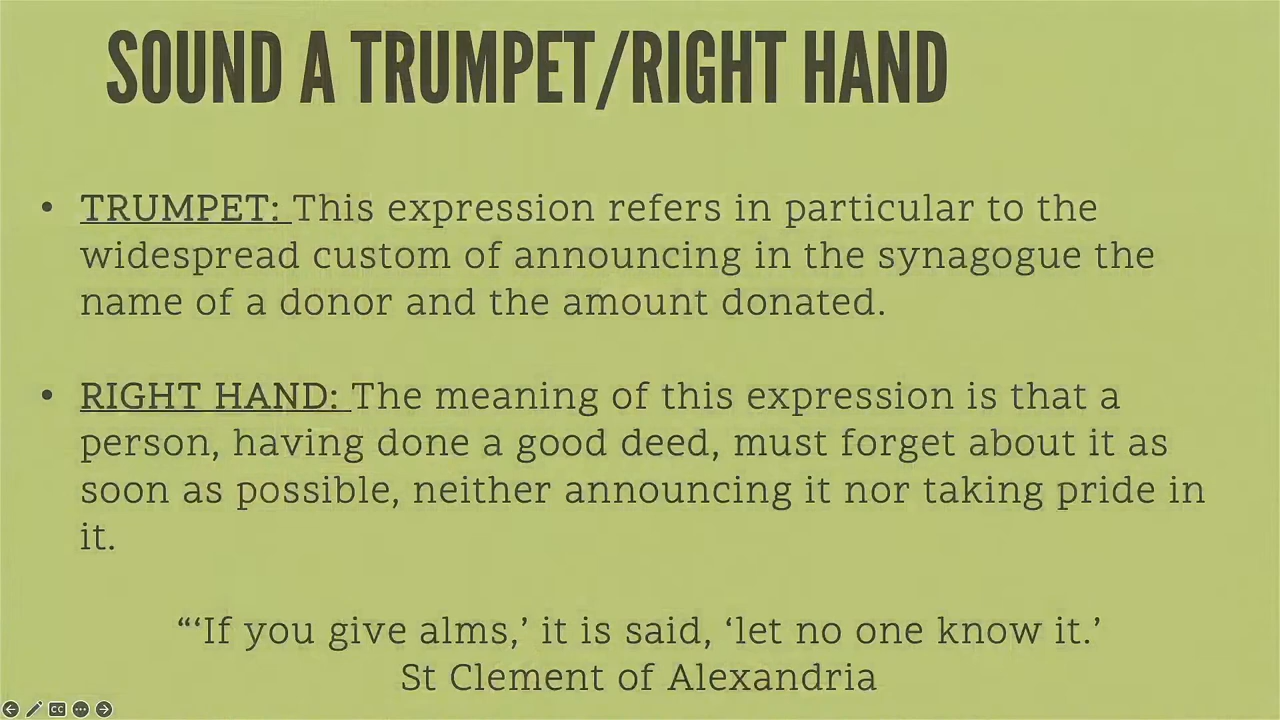 SOUND A TRUMPET/RIGHT HAND
• TRUMPET: This expression refers in particular to the
widespread custom of announcing in the synagogue the
name of a donor and the amount donated.
• RIGHT HAND: The meaning of this expression is that a
person, having done a good deed, must forget about it as
soon as possible, neither announcing it nor taking pride in
it.
“‘If you give alms,’ it is said, ‘let no one know it.’
St Clement of Alexandria
CC